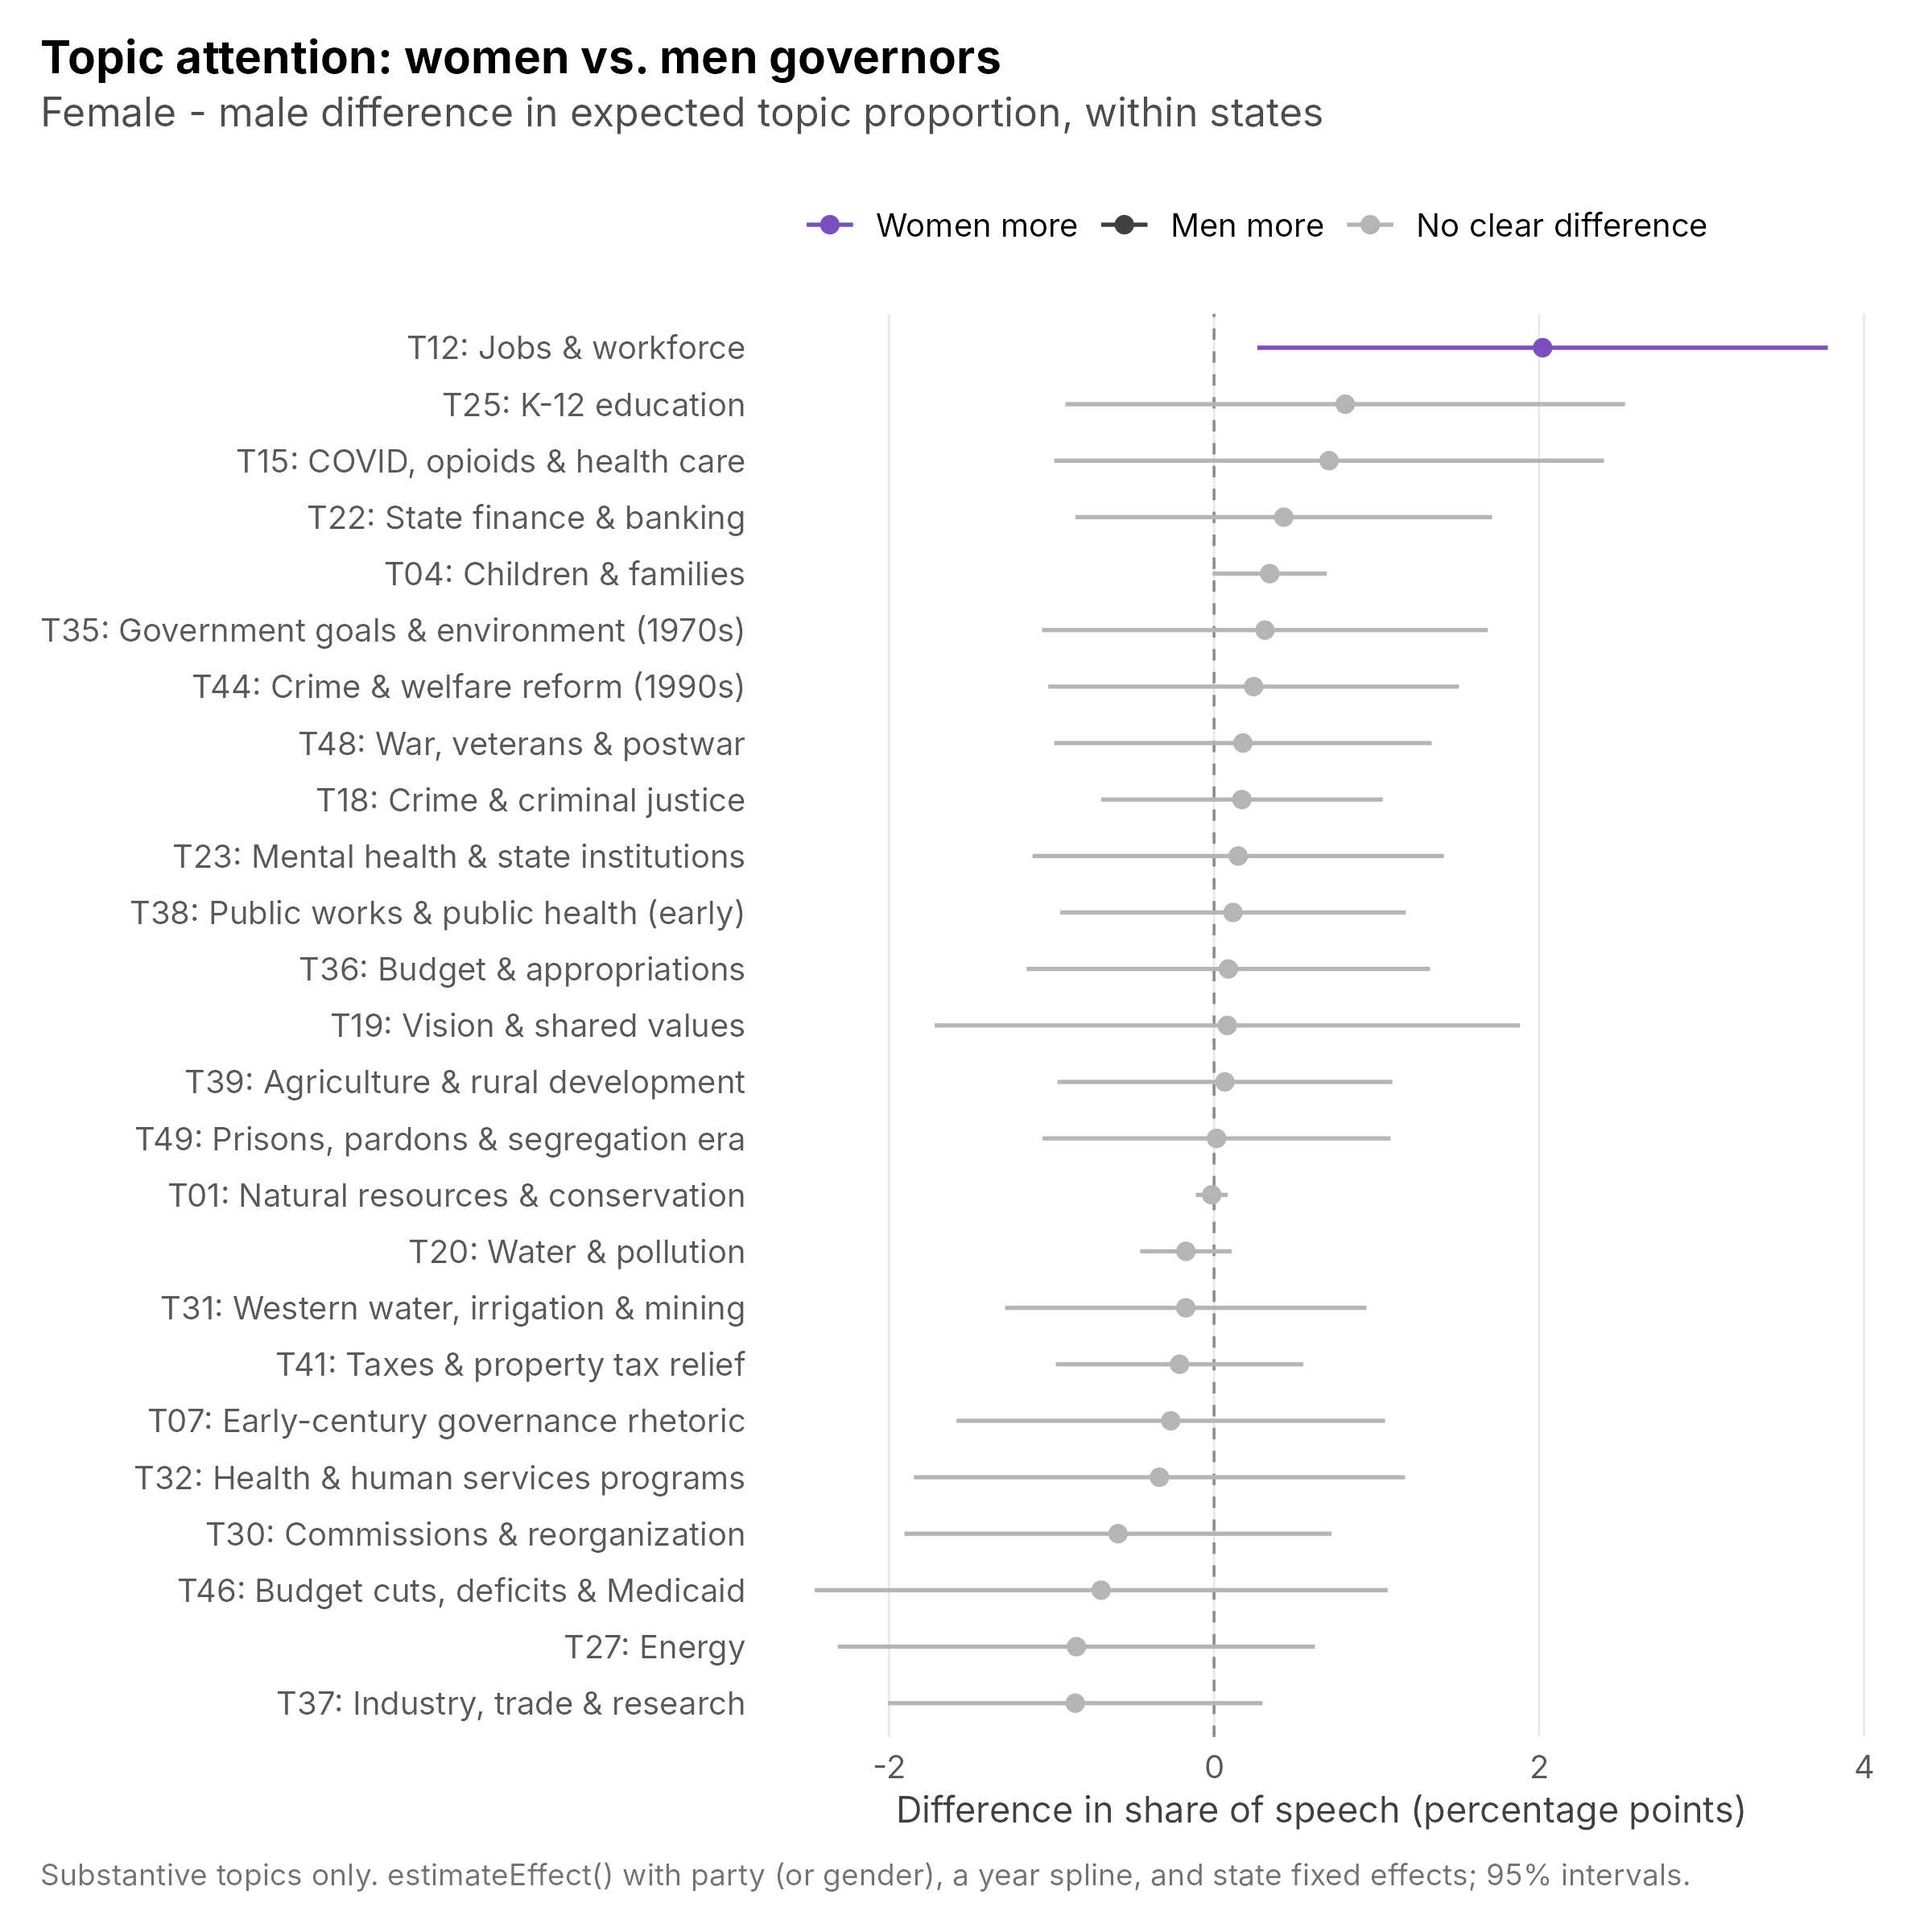 Topic attention: women vs. men governors
Female - male difference in expected topic proportion, within states
Women more
Men more
No clear difference
T12: Jobs & workforce
T25: K-12 education
T15: COVID, opioids & health care
T22: State finance & banking
T04: Children & families
T35: Government goals & environment (1970s)
T44: Crime & welfare reform (1990s)
T48: War, veterans & postwar
T18: Crime & criminal justice
T23: Mental health & state institutions
T38: Public works & public health (early)
T36: Budget & appropriations
T19: Vision & shared values
T39: Agriculture & rural development
T49: Prisons, pardons & segregation era
T01: Natural resources & conservation
T20: Water & pollution
T31: Western water, irrigation & mining
T41: Taxes & property tax relief
T07: Early-century governance rhetoric
T32: Health & human services programs
T30: Commissions & reorganization
T46: Budget cuts, deficits & Medicaid
T27: Energy
T37: Industry, trade & research
-2 0 2 4
Difference in share of speech (percentage points)
Substantive topics only. estimateEffect() with party (or gender), a year spline, and state fixed effects; 95% intervals.